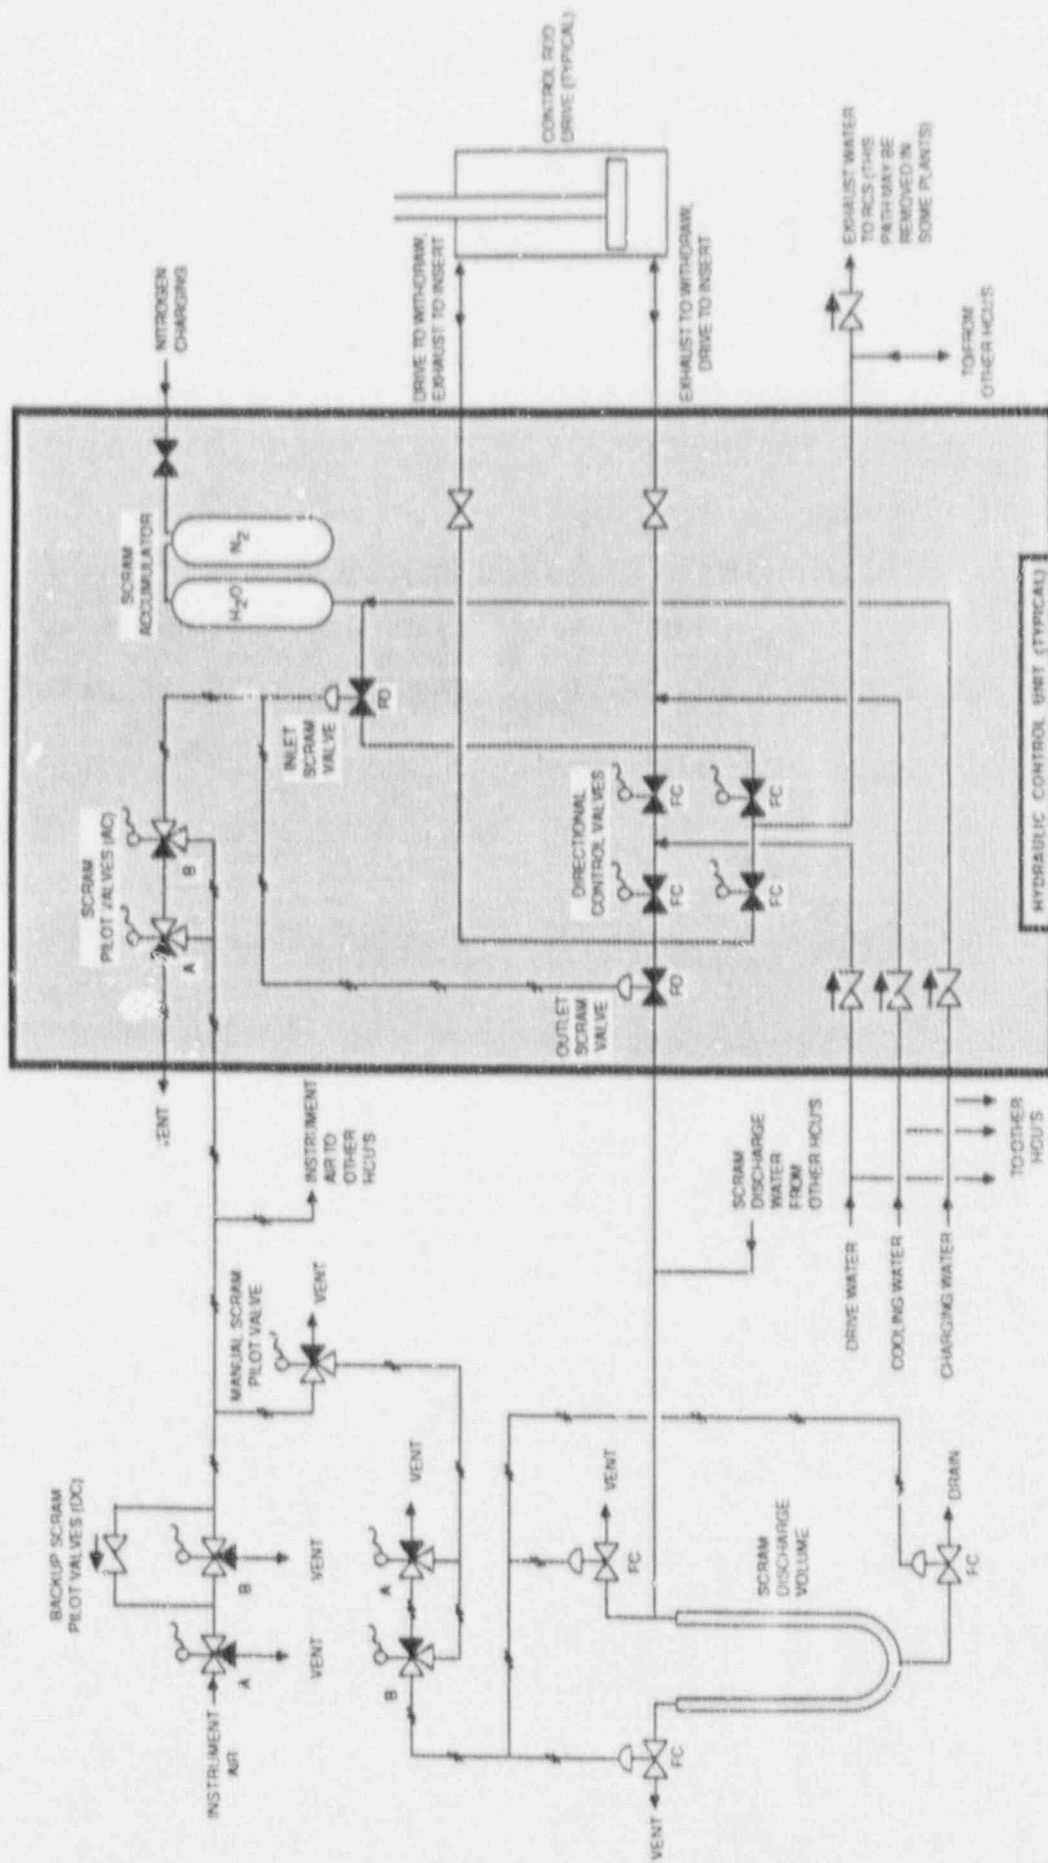 BACKUP SCRAM
PILOT VALVES (DC)
INSTRUMENT
AIR
A
B
VENT
VENT
MANUAL SCRAM
PILOT VALVE
VENT
INSTRUMENT
AIR TO
OTHER
HCU'S
VENT
SCRAM
PILOT VALVES (AC)
A
B
SCRAM
ACCUMULATOR
H2O
N2
NITROGEN
CHARGING
INLET
SCRAM
VALVE
FO
B
A
VENT
DRIVE TO WITHDRAW,
EXHAUST TO INSERT
CONTROL ROD
DRIVE (TYPICAL)
DIRECTIONAL
CONTROL VALVES
FC
FC
FC
FC
OUTLET
SCRAM
VALVE
FO
EXHAUST TO WITHDRAW,
DRIVE TO INSERT
VENT
FC
VENT
FC
SCRAM
DISCHARGE
VOLUME
SCRAM
DISCHARGE
WATER
FROM
OTHER HCU'S
DRAIN
FC
DRIVE WATER
COOLING WATER
CHARGING WATER
TO OTHER
HCU'S
EXHAUST WATER
TO RCS (THIS
PATH MAY BE
REMOVED IN
SOME PLANTS)
TO/FROM
OTHER HCU'S
HYDRAULIC CONTROL UNIT (TYPICAL)